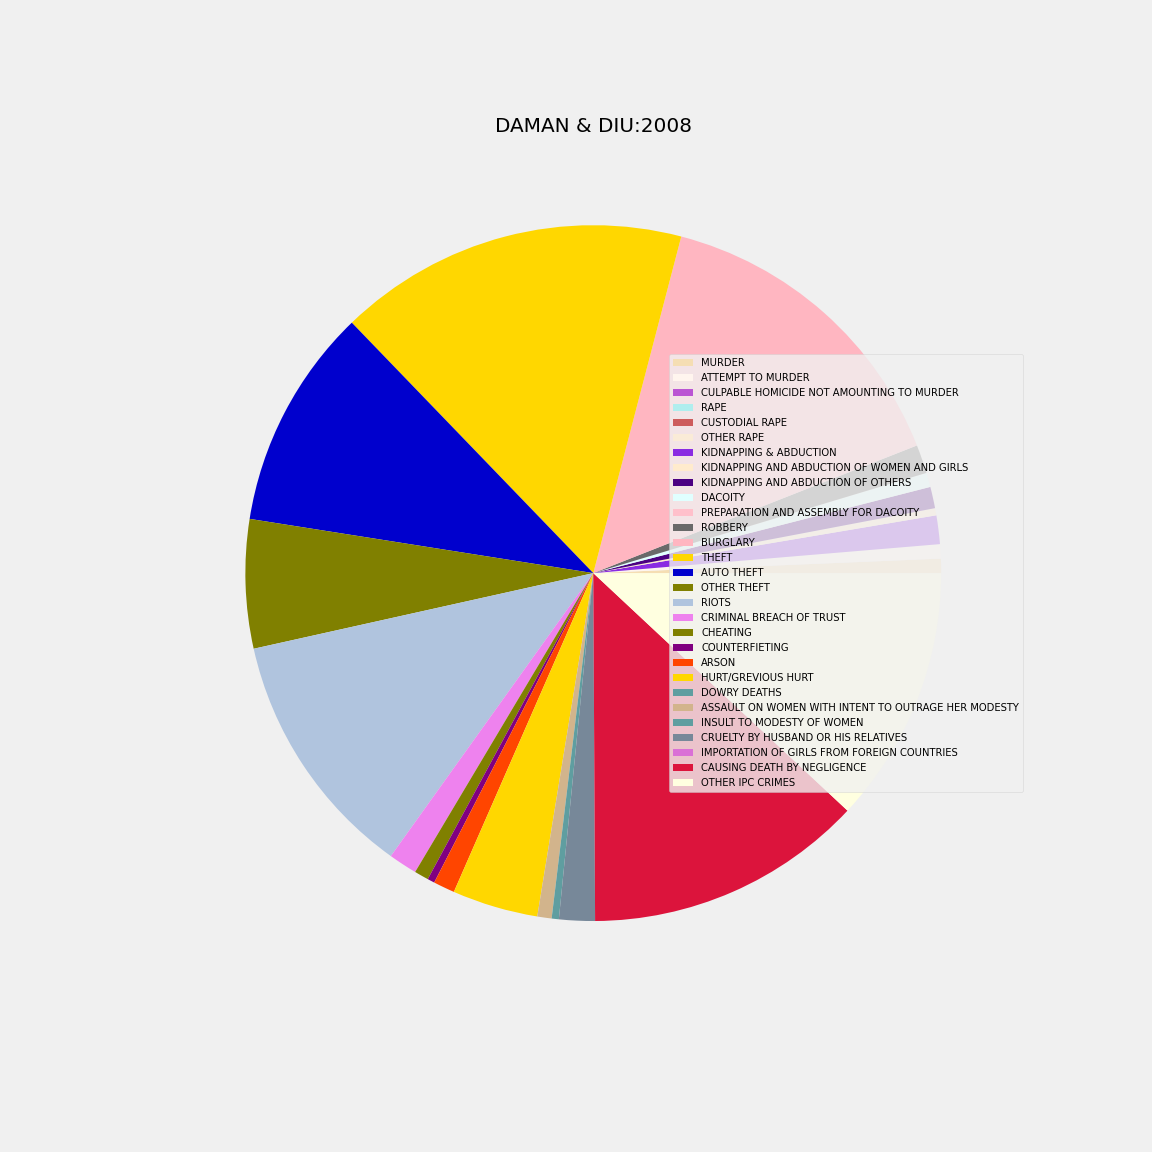 DAMAN & DIU:2008
MURDER
ATTEMPT TO MURDER
CULPABLE HOMICIDE NOT AMOUNTING TO MURDER
RAPE
CUSTODIAL RAPE
OTHER RAPE
KIDNAPPING & ABDUCTION
KIDNAPPING AND ABDUCTION OF WOMEN AND GIRLS
KIDNAPPING AND ABDUCTION OF OTHERS
DACOITY
PREPARATION AND ASSEMBLY FOR DACOITY
ROBBERY
BURGLARY
THEFT
AUTO THEFT
OTHER THEFT
RIOTS
CRIMINAL BREACH OF TRUST
CHEATING
COUNTERFIETING
ARSON
HURT/GREVIOUS HURT
DOWRY DEATHS
ASSAULT ON WOMEN WITH INTENT TO OUTRAGE HER MODESTY
INSULT TO MODESTY OF WOMEN
CRUELTY BY HUSBAND OR HIS RELATIVES
IMPORTATION OF GIRLS FROM FOREIGN COUNTRIES
CAUSING DEATH BY NEGLIGENCE
OTHER IPC CRIMES